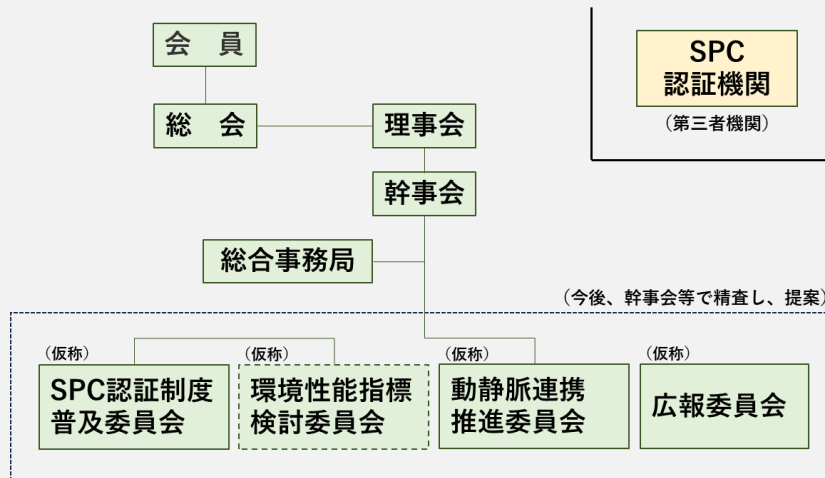 会　員
SPC
認証機関
（第三者機関）
総　会
理事会
幹事会
総合事務局
（今後、幹事会等で精査し、提案）
（仮称）
（仮称）
（仮称）
（仮称）
SPC認証制度
普及委員会
環境性能指標
検討委員会
動静脈連携
推進委員会
広報委員会